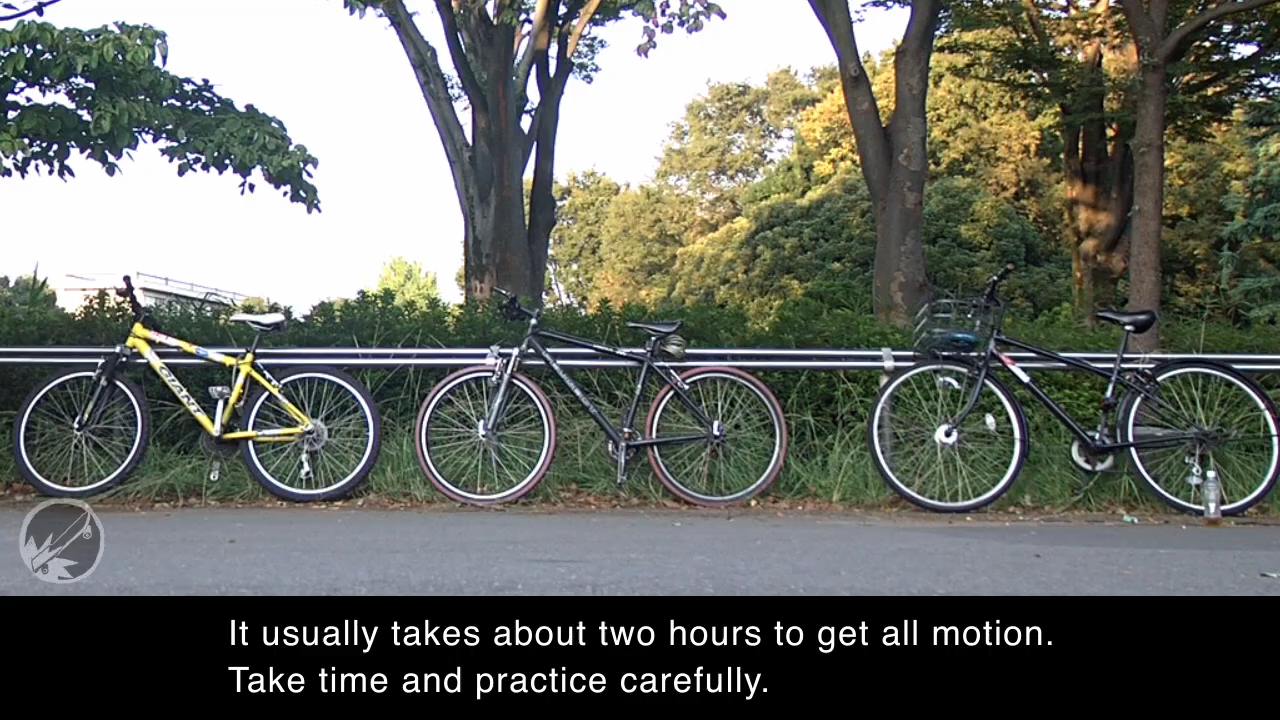 GIANT
It usually takes about two hours to get all motion.
Take time and practice carefully.